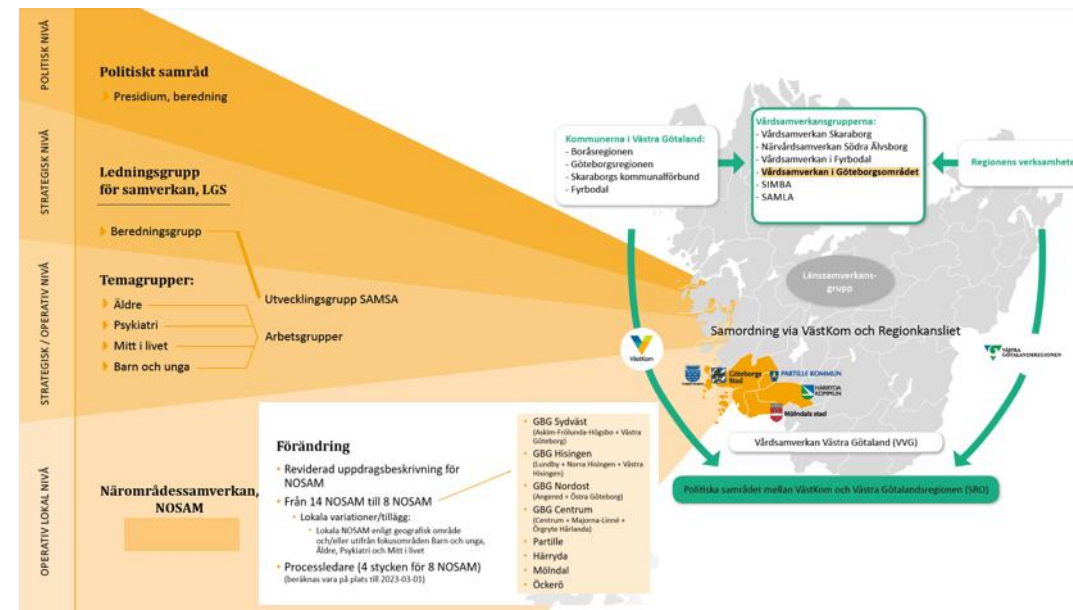 POLITISK NIVÅ
Politiskt samråd
Presidium, beredning
STRATEGISK NIVÅ
Ledningsgrupp
för samverkan, LGS
Beredningsgrupp
STRATEGISK / OPERATIV NIVÅ
Temagrupper:
Äldre
Psykiatri
Mitt i livet
Barn och unga
Utvecklingsgrupp SAMSA
Arbetsgrupper
OPERATIV LOKAL NIVÅ
Närområdessamverkan,
NOSAM
Förändring
• Reviderad uppdragsbeskrivning för
NOSAM
• Från 14 NOSAM till 8 NOSAM
• Lokala variationer/tillägg:
• Lokala NOSAM enligt geografisk område
och/eller utifrån fokusområden Barn och unga,
Äldre, Psykiatri och Mitt i livet
• Processledare (4 stycken för 8 NOSAM)
(beräknas vara på plats till 2023-03-01)
• GBG Sydväst
(Askim-Frölunda-Högsbo + Västra
Göteborg)
• GBG Hisingen
(Lundby + Norra Hisingen + Västra
Hisingen)
• GBG Nordost
(Angered + Östra Göteborg)
• GBG Centrum
(Centrum + Majorna-Linné +
Örgryte Härlanda)
• Partille
• Härryda
• Mölndal
• Öckerö
Kommunerna i Västra Götaland:
- Boråsregionen
- Göteborgsregionen
- Skaraborgs kommunalförbund
- Fyrbodal
Vårdsamverkansgrupperna:
- Vårdsamverkan Skaraborg
- Närvårdsamverkan Södra Älvsborg
- Vårdsamverkan i Fyrbodal
- Vårdsamverkan i Göteborgsområdet
- SIMBA
- SAMLA
Regionens verksamheter
Länssamverkans-
grupp
Samordning via VästKom och Regionkansliet
VästKom
VÄSTRA
GÖTALANDSREGIONEN
Göteborgs
Stad
PARTILLE KOMMUN
HÄRRYDA
KOMMUN
Mölndals stad
Vårdsamverkan Västra Götaland (VVG)
Politiska samrådet mellan VästKom och Västra Götalandsregionen (SRO)